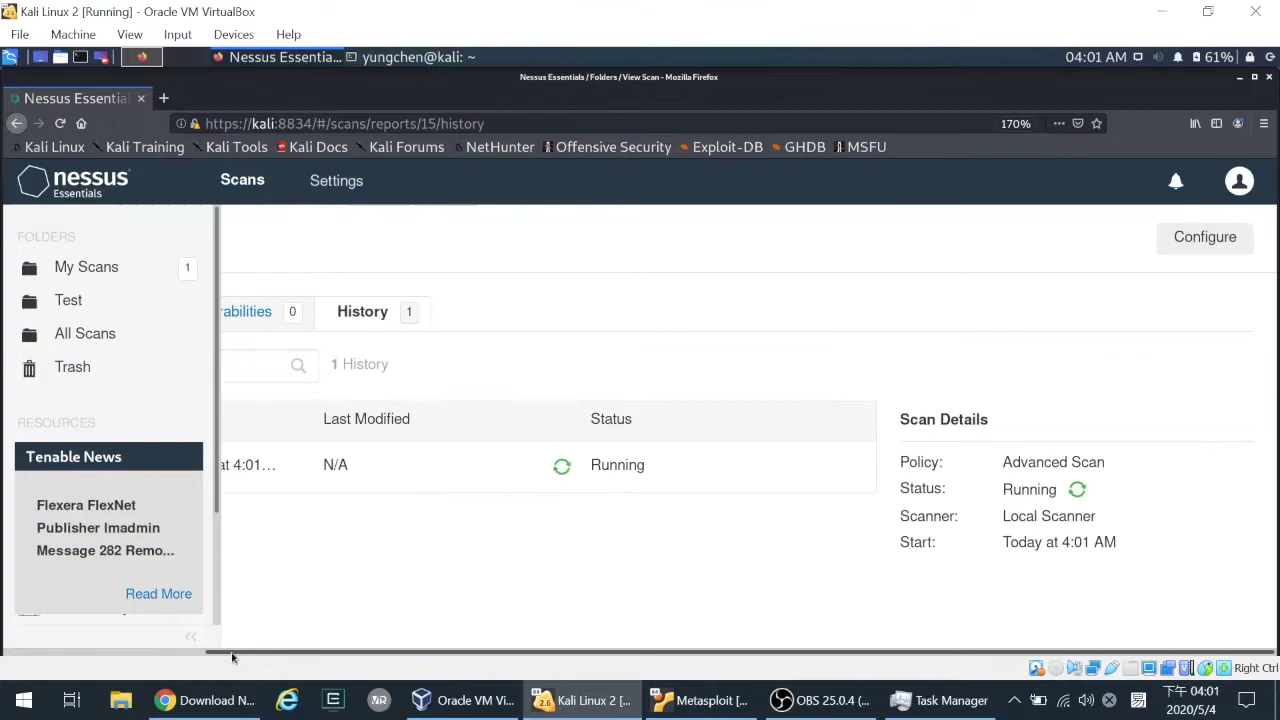 Kali Linux 2 [Running] - Oracle VM VirtualBox
File Machine View Input Devices Help
Nessus Essentia... yungchen@kali: ~ 04:01 AM 61%
Nessus Essentials / Folders / View Scan - Mozilla Firefox
Nessus Essentia × +
https://kali:8834/#/scans/reports/15/history 170%
Kali Linux Kali Training Kali Tools Kali Docs Kali Forums NetHunter Offensive Security Exploit-DB GHDB MSFU
nessus Essentials Scans Settings
FOLDERS
Configure
My Scans 1
Test
rabilities 0 History 1
All Scans
Trash
1 History
RESOURCES
Last Modified Status Scan Details
Tenable News
at 4:01... N/A Running
Policy: Advanced Scan
Status: Running
Scanner: Local Scanner
Start: Today at 4:01 AM
Flexera FlexNet
Publisher lmadmin
Message 282 Remo...
Read More
Right Ctrl
Download N... Oracle VM Vi... Kali Linux 2 [... Metasploit [... OBS 25.0.4 (... Task Manager
下午 04:01
2020/5/4